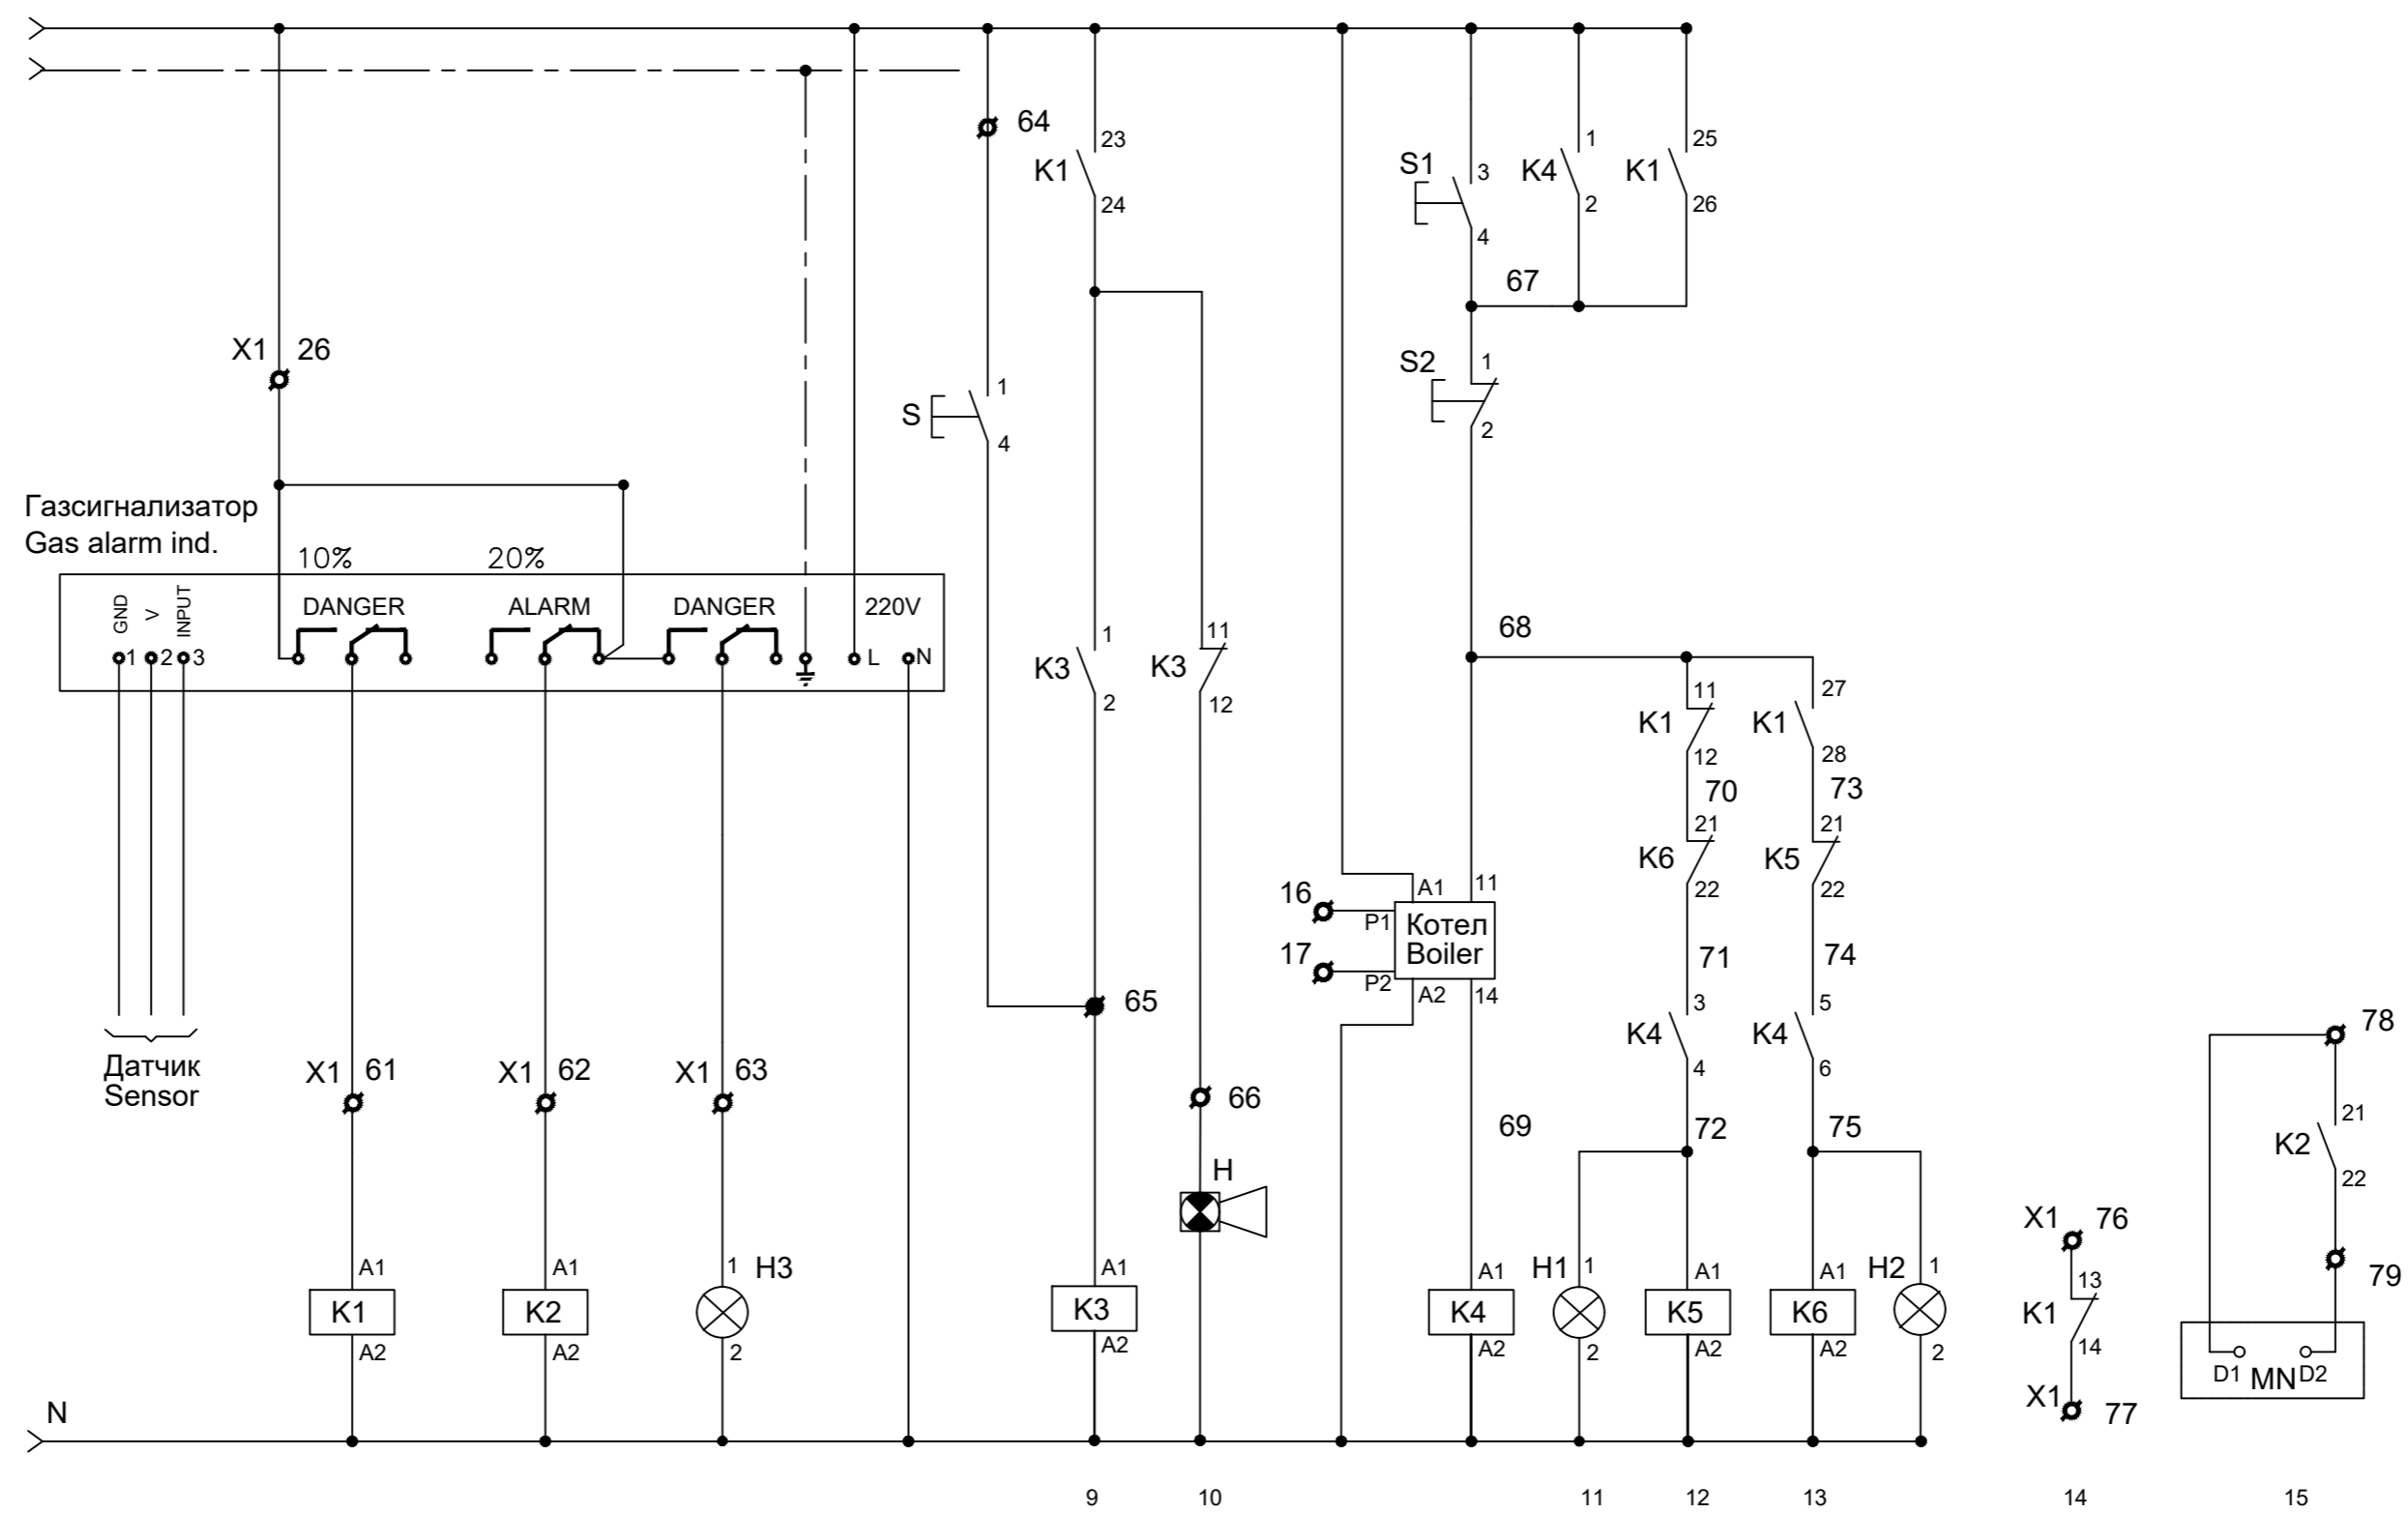 64
23
K1
24
S1
3
4
1
K4
2
25
K1
26
67
X1 26
S2
1
2
S
1
4
Газсигнализатор
Gas alarm ind.
10%
20%
GND
V
INPUT
DANGER
ALARM
DANGER
220V
1
2
3
L
N
1
K3
2
11
K3
12
68
11
K1
12
70
21
K6
22
71
3
K4
4
72
27
K1
28
73
21
K5
22
74
5
K4
6
75
16
17
P1
P2
A1
11
Котел
Boiler
A2
14
65
Датчик
Sensor
X1 61
X1 62
X1 63
66
H
69
A1
K1
A2
A1
K2
A2
1
H3
2
A1
K3
A2
A1
K4
A2
H1
1
2
A1
K5
A2
A1
K6
A2
H2
1
2
X1 76
13
K1
14
X1
77
78
21
K2
22
79
D1
MN
D2
N
9
10
11
12
13
14
15